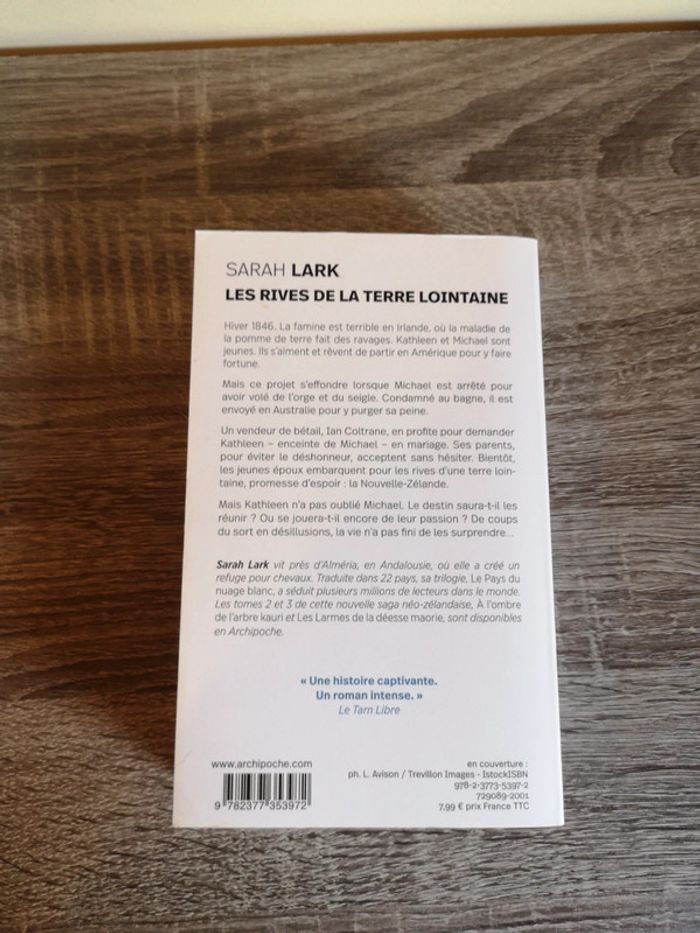 SARAH LARK
LES RIVES DE LA TERRE LOINTAINE
Hiver 1846. La famine est terrible en Irlande, où la maladie de
la pomme de terre fait des ravages. Kathleen et Michael sont
jeunes. Ils s'aiment et rêvent de partir en Amérique pour y faire
fortune.
Mais ce projet s'effondre lorsque Michael est arrêté pour
avoir volé de l'orge et du seigle. Condamné au bagne, il est
envoyé en Australie pour y purger sa peine.
Un vendeur de bétail, Ian Coltrane, en profite pour demander
Kathleen – enceinte de Michael – en mariage. Ses parents,
pour éviter le déshonneur, acceptent sans hésiter. Bientôt,
les jeunes époux embarquent pour les rives d'une terre loin-
taine, promesse d'espoir : la Nouvelle-Zélande.
Mais Kathleen n'a pas oublié Michael. Le destin saura-t-il les
réunir ? Ou se jouera-t-il encore de leur passion ? De coups
du sort en désillusions, la vie n'a pas fini de les surprendre...
Sarah Lark vit près d'Alméria, en Andalousie, où elle a créé un
refuge pour chevaux. Traduite dans 22 pays, sa trilogie, Le Pays du
nuage blanc, a séduit plusieurs millions de lecteurs dans le monde.
Les tomes 2 et 3 de cette nouvelle saga néo-zélandaise, À l'ombre
de l'arbre kauri et Les Larmes de la déesse maorie, sont disponibles
en Archipoche.
« Une histoire captivante.
Un roman intense. »
Le Tarn Libre
www.archipoche.com
9 782377 353972
en couverture :
ph. L. Avison / Trevillon Images - IstockISBN
978-2-3773-5397-2
729089-2001
7.99 € prix France TTC